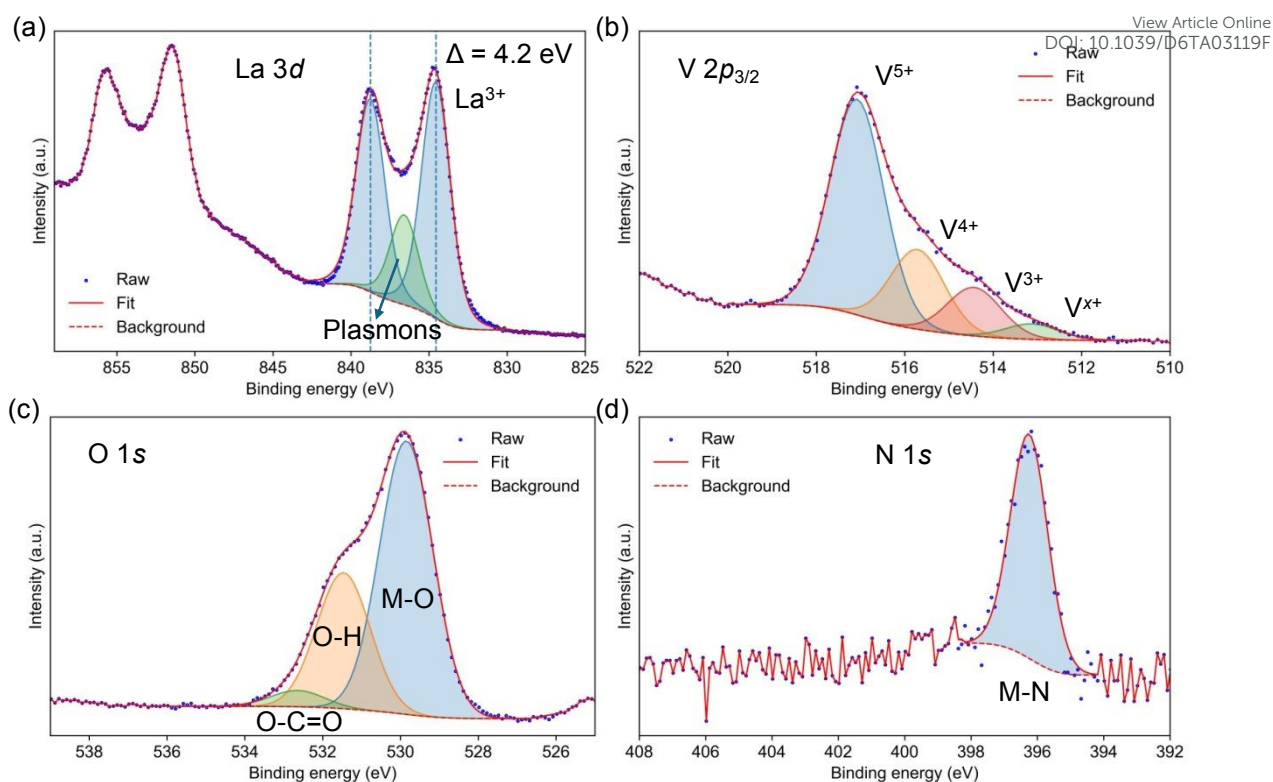 View Article Online
DOI: 10.1039/D6TA03119F
(a)
La 3d
Δ = 4.2 eV
La³⁺
Plasmons
Raw
Fit
Background
Intensity (a.u.)
855 850 845 840 835 830 825
Binding energy (eV)
(b)
V 2p₃/₂
V⁵⁺
V⁴⁺
V³⁺
Vˣ⁺
Raw
Fit
Background
Intensity (a.u.)
522 520 518 516 514 512 510
Binding energy (eV)
(c)
O 1s
M-O
O-H
O-C=O
Raw
Fit
Background
Intensity (a.u.)
538 536 534 532 530 528 526
Binding energy (eV)
(d)
N 1s
M-N
Raw
Fit
Background
Intensity (a.u.)
408 406 404 402 400 398 396 394 392
Binding energy (eV)